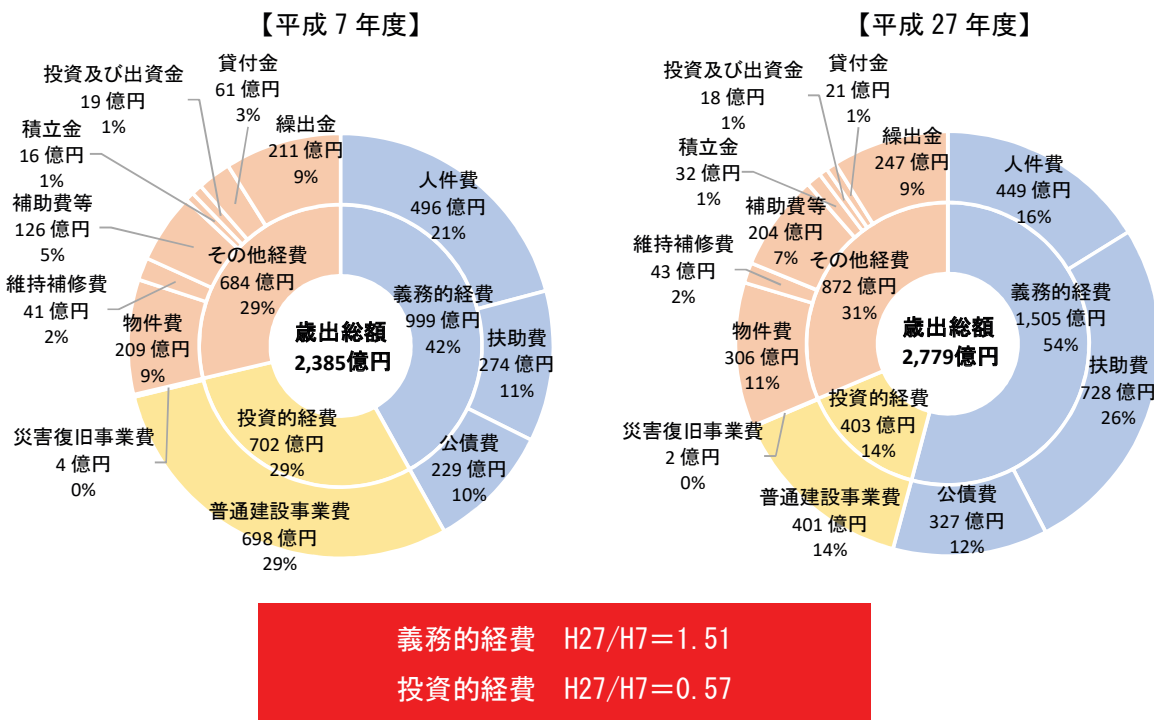 【平成 7 年度】
投資及び出資金
19 億円
1%
貸付金
61 億円
3%
積立金
16 億円
1%
繰出金
211 億円
9%
補助費等
126 億円
5%
維持補修費
41 億円
2%
物件費
209 億円
9%
その他経費
684 億円
29%
人件費
496 億円
21%
義務的経費
999 億円
42%
扶助費
274 億円
11%
歳出総額
2,385億円
投資的経費
702 億円
29%
公債費
229 億円
10%
災害復旧事業費
4 億円
0%
普通建設事業費
698 億円
29%
【平成 27 年度】
投資及び出資金
18 億円
1%
貸付金
21 億円
1%
積立金
32 億円
1%
繰出金
247 億円
9%
補助費等
204 億円
7%
維持補修費
43 億円
2%
物件費
306 億円
11%
その他経費
872 億円
31%
人件費
449 億円
16%
義務的経費
1,505 億円
54%
扶助費
728 億円
26%
歳出総額
2,779億円
投資的経費
403 億円
14%
災害復旧事業費
2 億円
0%
普通建設事業費
401 億円
14%
公債費
327 億円
12%
義務的経費 H27/H7＝1.51
投資的経費 H27/H7＝0.57